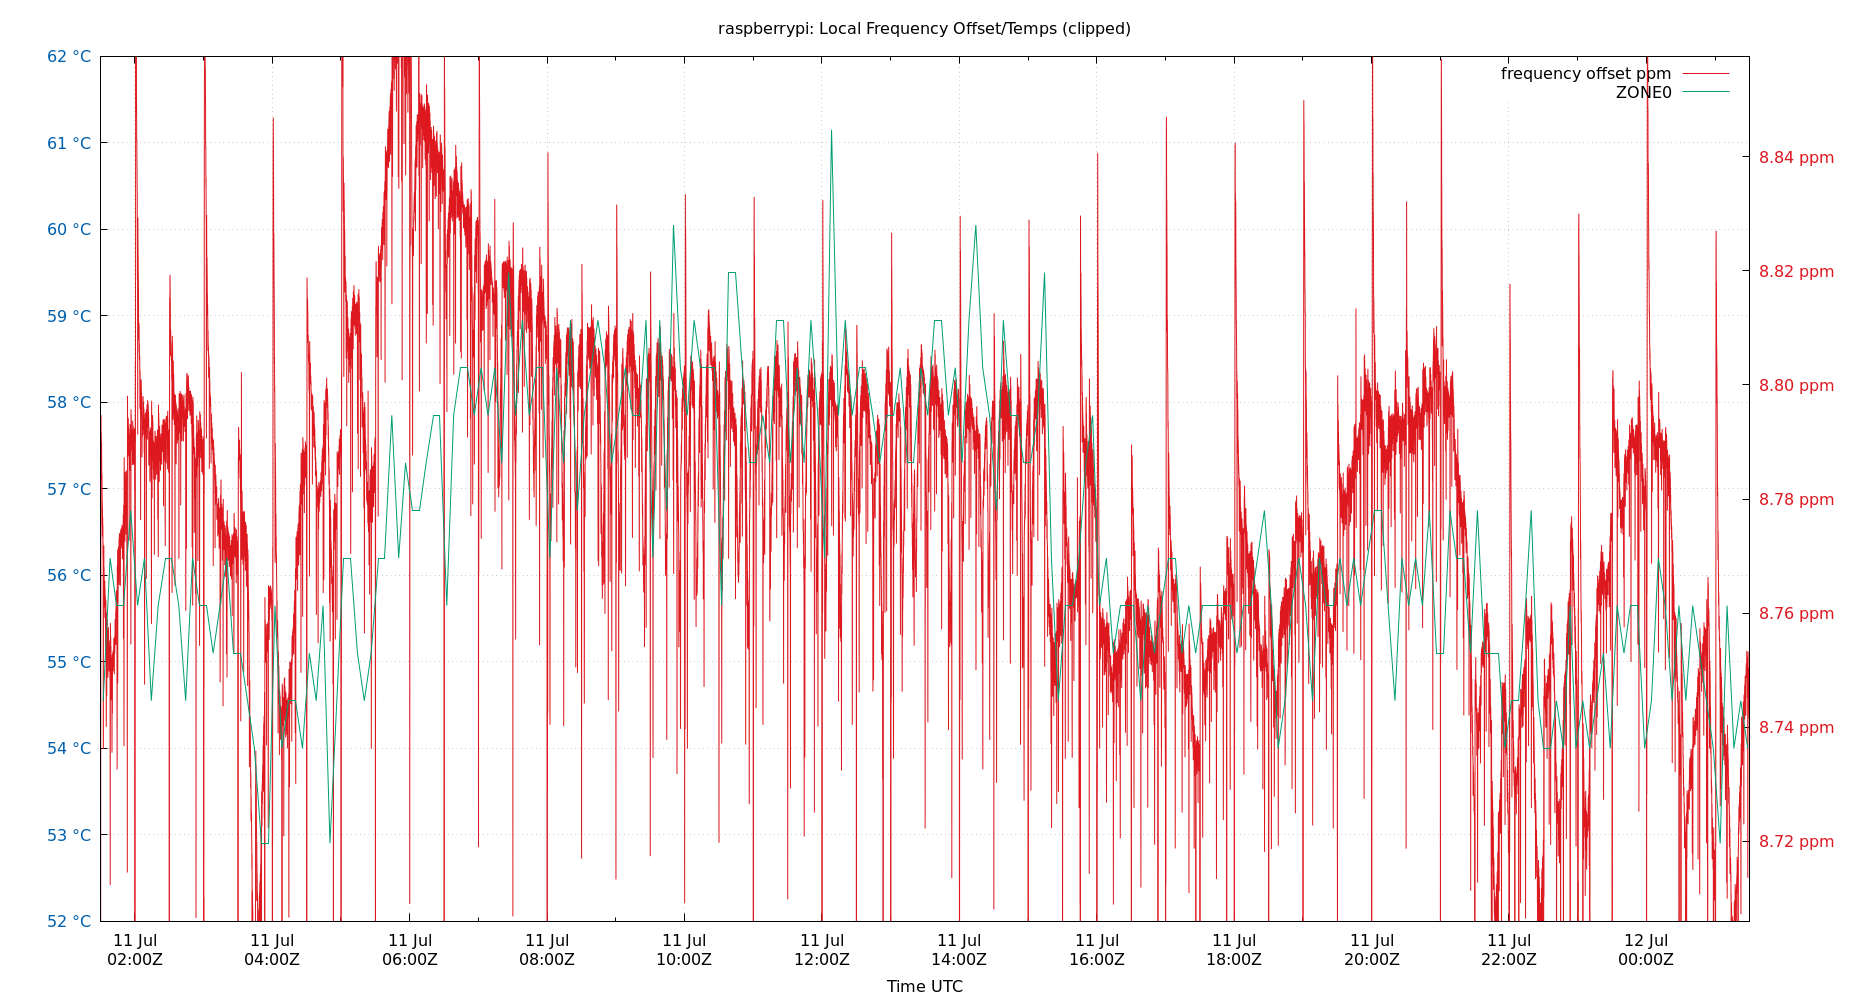 raspberrypi: Local Frequency Offset/Temps (clipped)
frequency offset ppm
ZONE0
62 °C
61 °C
60 °C
59 °C
58 °C
57 °C
56 °C
55 °C
54 °C
53 °C
52 °C
8.84 ppm
8.82 ppm
8.80 ppm
8.78 ppm
8.76 ppm
8.74 ppm
8.72 ppm
11 Jul 11 Jul 11 Jul 11 Jul 11 Jul 11 Jul 11 Jul 11 Jul 11 Jul 11 Jul 11 Jul 12 Jul
02:00Z 04:00Z 06:00Z 08:00Z 10:00Z 12:00Z 14:00Z 16:00Z 18:00Z 20:00Z 22:00Z 00:00Z
Time UTC